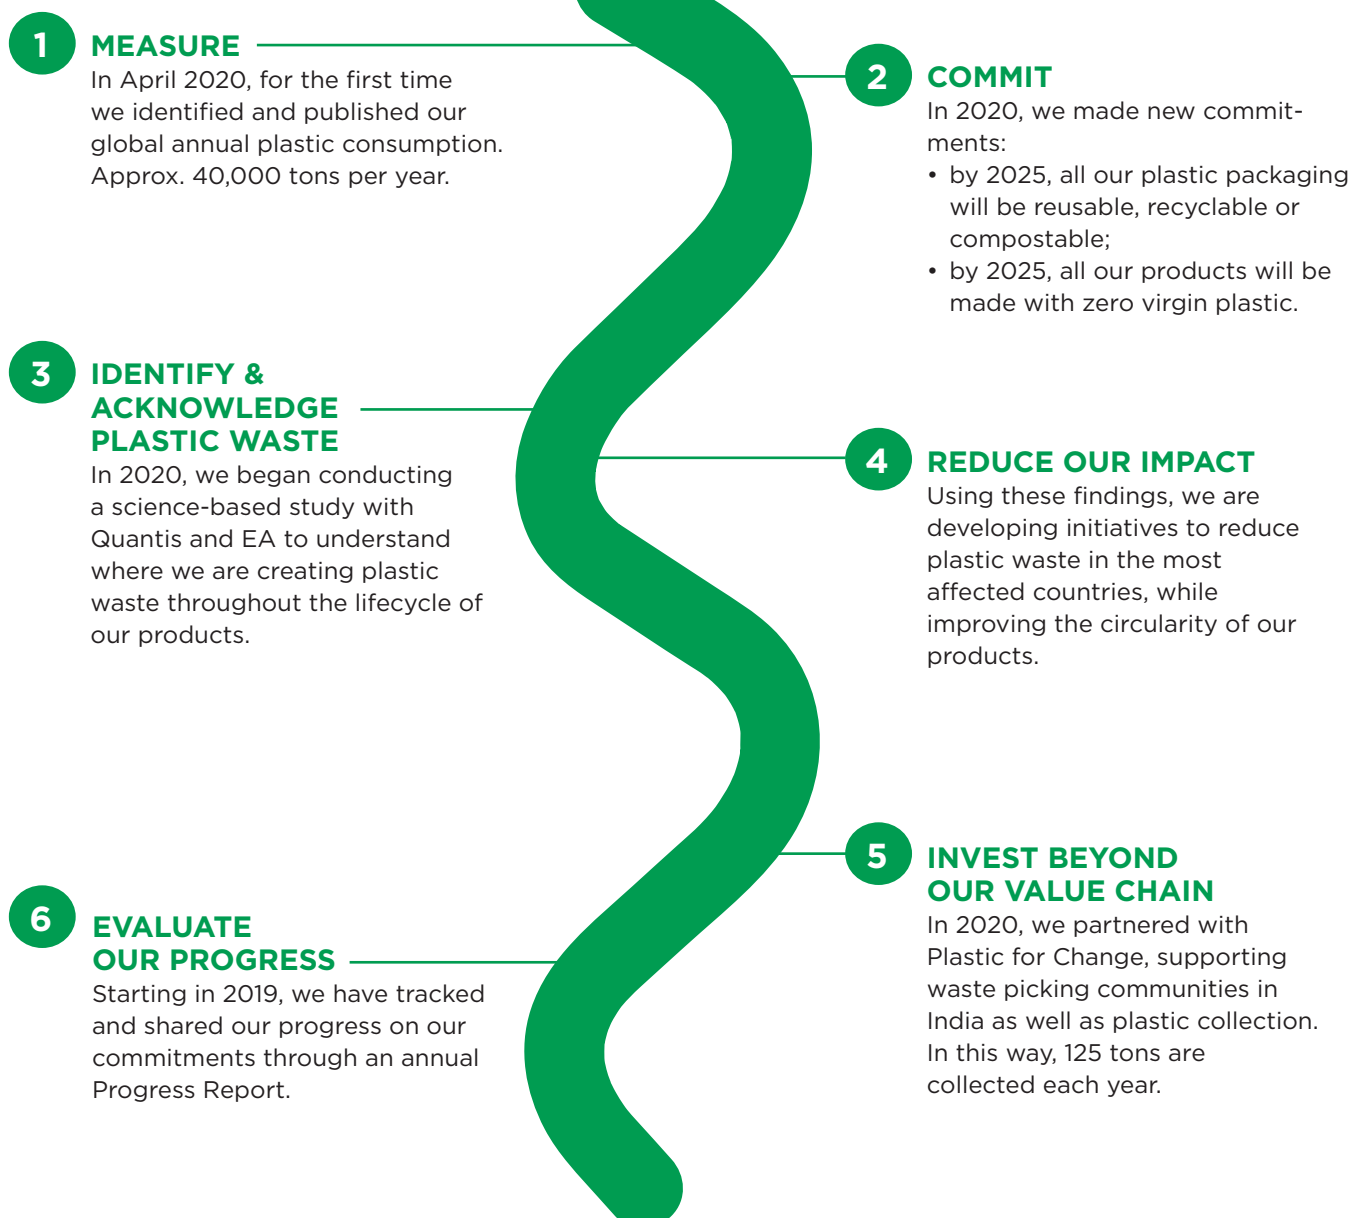 1
MEASURE
In April 2020, for the first time
we identified and published our
global annual plastic consumption.
Approx. 40,000 tons per year.
2
COMMIT
In 2020, we made new commit-
ments:
• by 2025, all our plastic packaging
will be reusable, recyclable or
compostable;
• by 2025, all our products will be
made with zero virgin plastic.
3
IDENTIFY &
ACKNOWLEDGE
PLASTIC WASTE
In 2020, we began conducting
a science-based study with
Quantis and EA to understand
where we are creating plastic
waste throughout the lifecycle of
our products.
4
REDUCE OUR IMPACT
Using these findings, we are
developing initiatives to reduce
plastic waste in the most
affected countries, while
improving the circularity of our
products.
5
INVEST BEYOND
OUR VALUE CHAIN
In 2020, we partnered with
Plastic for Change, supporting
waste picking communities in
India as well as plastic collection.
In this way, 125 tons are
collected each year.
6
EVALUATE
OUR PROGRESS
Starting in 2019, we have tracked
and shared our progress on our
commitments through an annual
Progress Report.